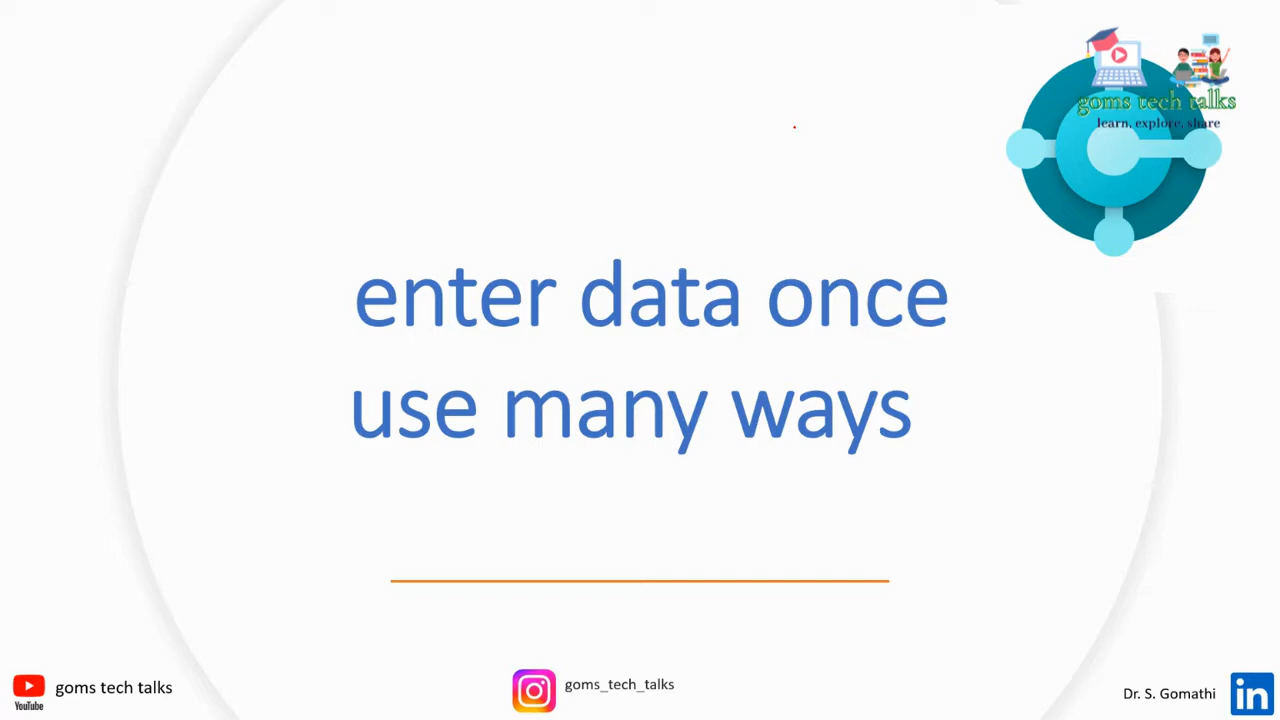 goms tech talks
learn, explore, share
enter data once
use many ways
YouTube
goms tech talks
goms_tech_talks
Dr. S. Gomathi
in